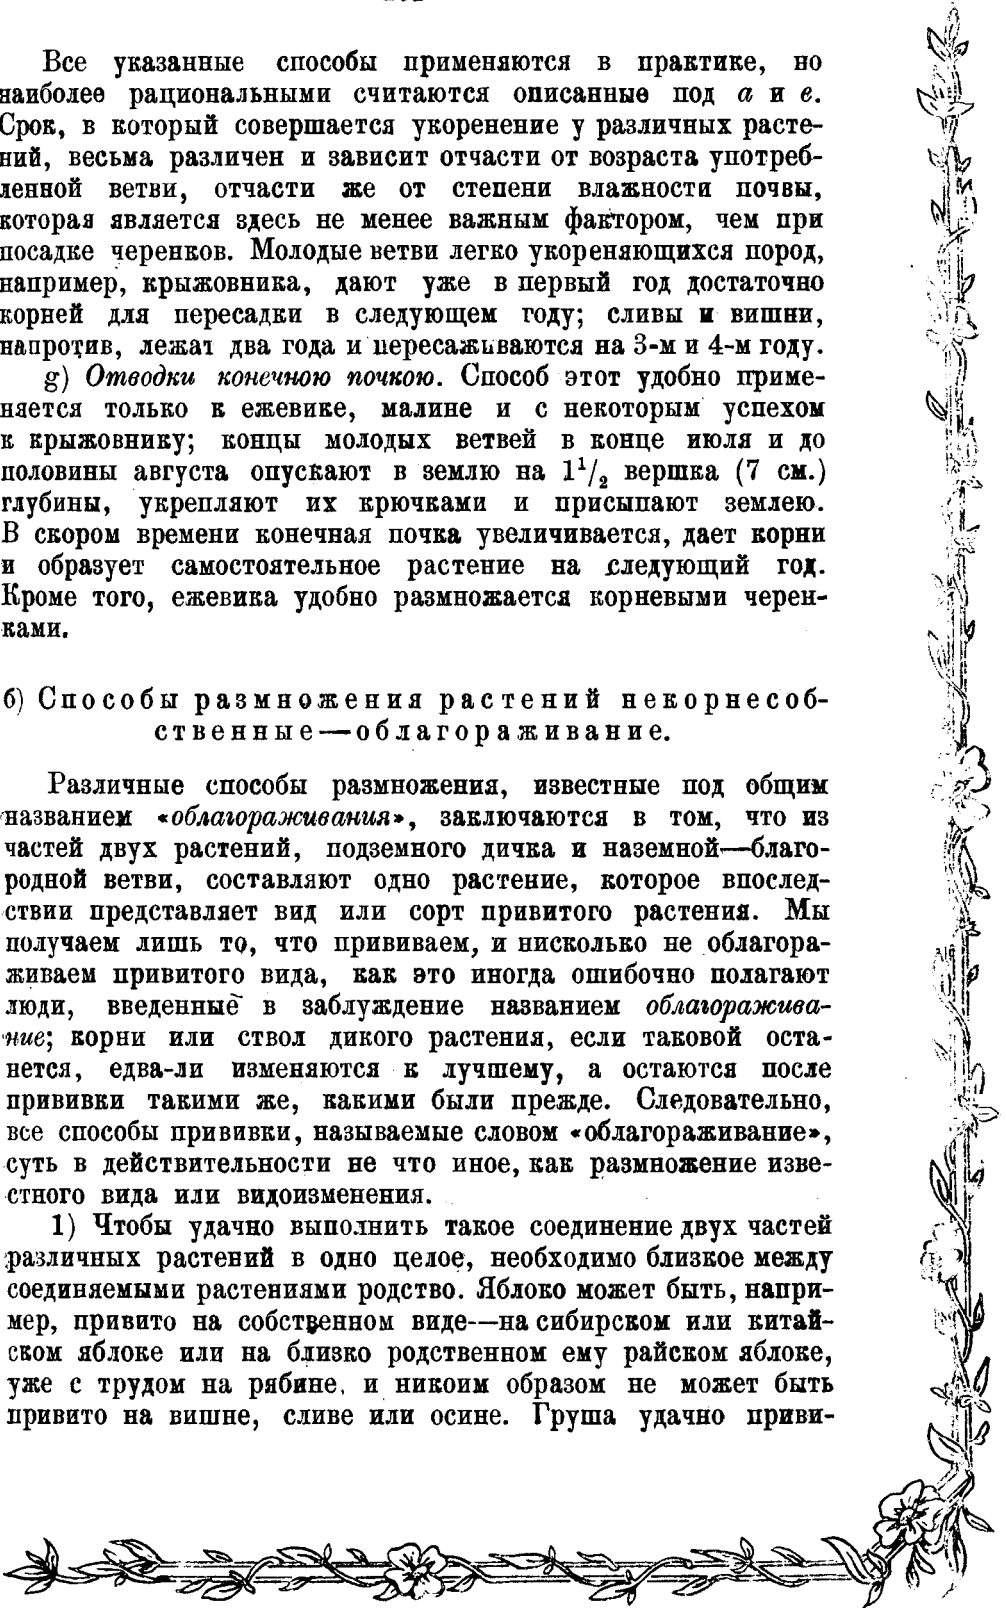 Все указанные способы применяются в практике, но
наиболее рациональными считаются описанные под а и е.
Срок, в который совершается укоренение у различных расте-
ний, весьма различен и зависит отчасти от возраста употреб-
ленной ветви, отчасти же от степени влажности почвы,
которая является здесь не менее важным фактором, чем при
посадке черенков. Молодые ветви легко укореняющихся пород,
например, крыжовника, дают уже в первый год достаточно
корней для пересадки в следующем году; сливы и вишни,
напротив, лежат два года и пересаживаются на 3-м и 4-м году.
g) Отводки конечною почкою. Способ этот удобно приме-
няется только к ежевике, малине и с некоторым успехом
к крыжовнику; концы молодых ветвей в конце июля и до
половины августа опускают в землю на 1¹/₂ вершка (7 см.)
глубины, укрепляют их крючками и присыпают землею.
В скором времени конечная почка увеличивается, дает корни
и образует самостоятельное растение на следующий год.
Кроме того, ежевика удобно размножается корневыми черен-
ками.
б) Способы размножения растений некорнесоб-
ственные—облагораживание.
Различные способы размножения, известные под общим
названием «облагораживания», заключаются в том, что из
частей двух растений, подземного дичка и наземной—благо-
родной ветви, составляют одно растение, которое впослед-
ствии представляет вид или сорт привитого растения. Мы
получаем лишь то, что прививаем, и нисколько не облагора-
живаем привитого вида, как это иногда ошибочно полагают
люди, введенные в заблуждение названием облагоражива-
ние; корни или ствол дикого растения, если таковой оста-
нется, едва-ли изменяются к лучшему, а остаются после
прививки такими же, какими были прежде. Следовательно,
все способы прививки, называемые словом «облагораживание»,
суть в действительности не что иное, как размножение изве-
стного вида или видоизменения.
1) Чтобы удачно выполнить такое соединение двух частей
различных растений в одно целое, необходимо близкое между
соединяемыми растениями родство. Яблоко может быть, напри-
мер, привито на собственном виде—на сибирском или китай-
ском яблоке или на близко родственном ему райском яблоке,
уже с трудом на рябине, и никоим образом не может быть
привито на вишне, сливе или осине. Груша удачно приви-